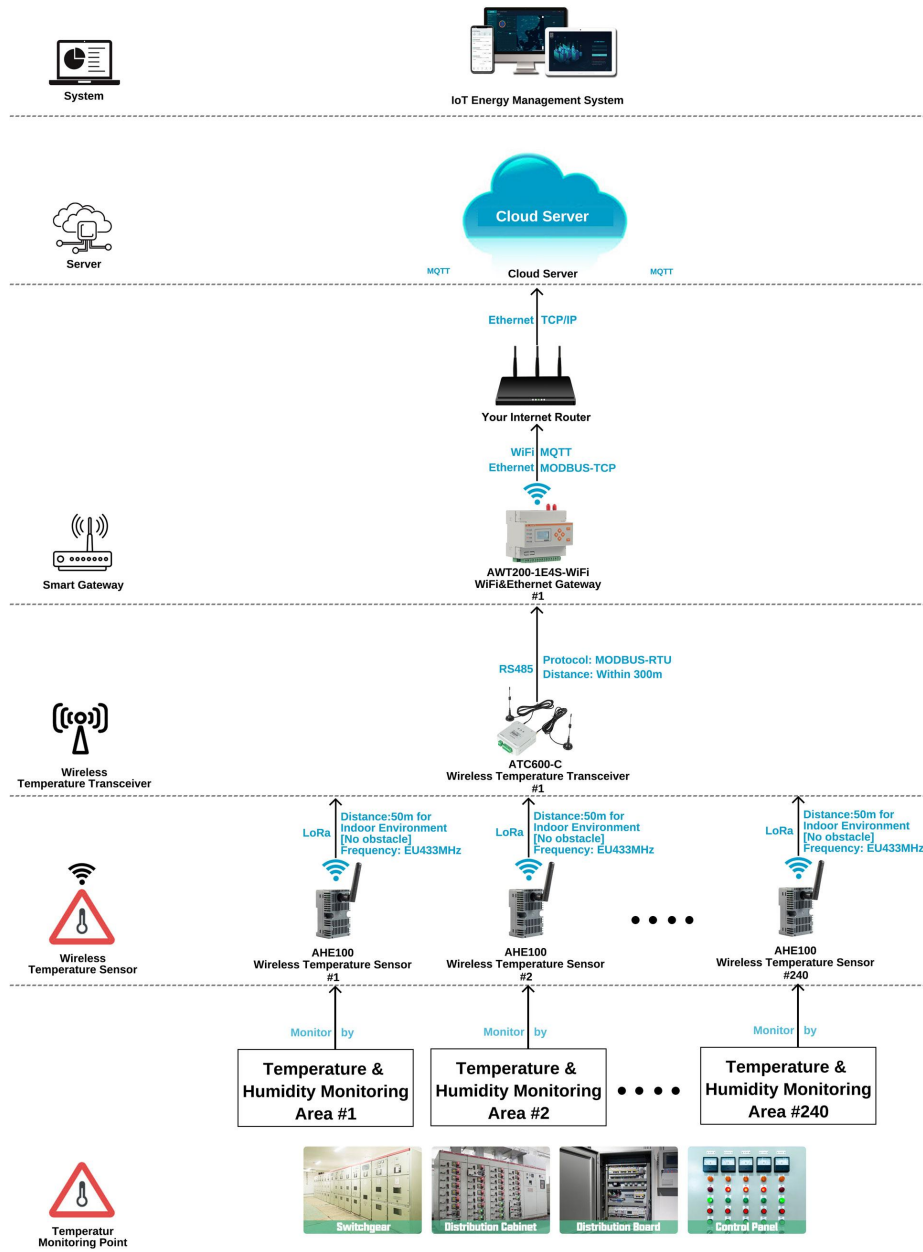 System
IoT Energy Management System
Cloud Server
Server
MQTT
Cloud Server
MQTT
Ethernet TCP/IP
Your Internet Router
WiFi MQTT
Ethernet MODBUS-TCP
Smart Gateway
AWT200-1E4S-WiFi
WiFi&Ethernet Gateway
#1
RS485
Protocol: MODBUS-RTU
Distance: Within 300m
Wireless
Temperature Transceiver
ATC600-C
Wireless Temperature Transceiver
#1
LoRa
Distance:50m for
Indoor Environment
[No obstacle]
Frequency: EU433MHz
LoRa
Distance:50m for
Indoor Environment
[No obstacle]
Frequency: EU433MHz
LoRa
Distance:50m for
Indoor Environment
[No obstacle]
Frequency: EU433MHz
Wireless
Temperature Sensor
AHE100
Wireless Temperature Sensor
#1
AHE100
Wireless Temperature Sensor
#2
AHE100
Wireless Temperature Sensor
#240
Monitor by
Monitor by
Monitor by
Temperature &
Humidity Monitoring
Area #1
Temperature &
Humidity Monitoring
Area #2
Temperature &
Humidity Monitoring
Area #240
Switchgear
Distribution Cabinet
Distribution Board
Control Panel
Temperatur
Monitoring Point